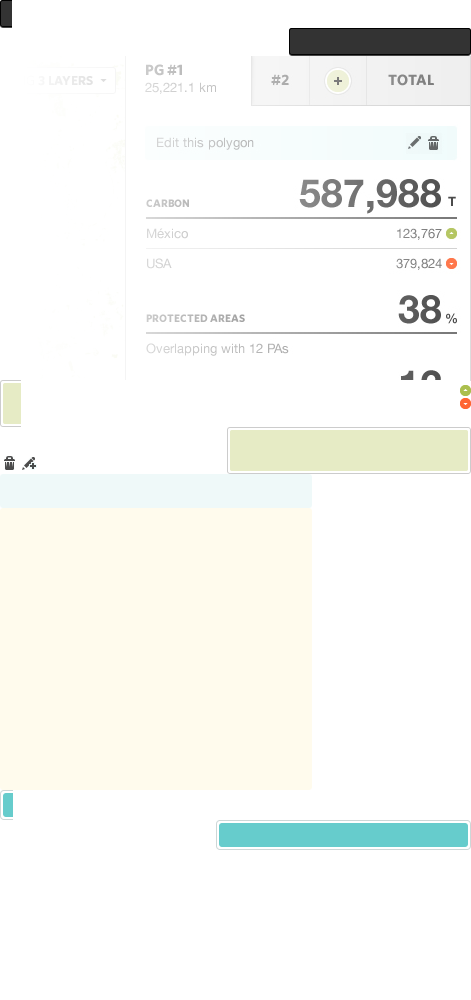 3 LAYERS
PG #1
25,221.1 km
#2
+
TOTAL
Edit this polygon
CARBON 587,988 T
México 123,767
USA 379,824
PROTECTED AREAS 38 %
Overlapping with 12 PAs